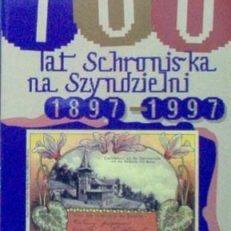 100
lat Schroniska
na Szyndzielni
1897-1997